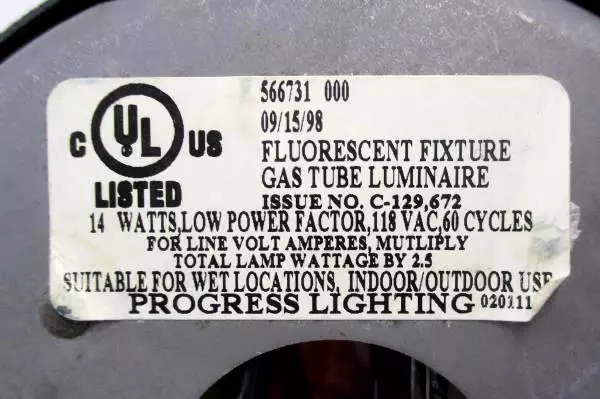 566731 000
09/15/98
C UL US
LISTED
FLUORESCENT FIXTURE
GAS TUBE LUMINAIRE
ISSUE NO. C-129,672
14 WATTS,LOW POWER FACTOR,118 VAC,60 CYCLES
FOR LINE VOLT AMPERES, MUTLIPLY
TOTAL LAMP WATTAGE BY 2.5
SUITABLE FOR WET LOCATIONS, INDOOR/OUTDOOR USE
PROGRESS LIGHTING 020211